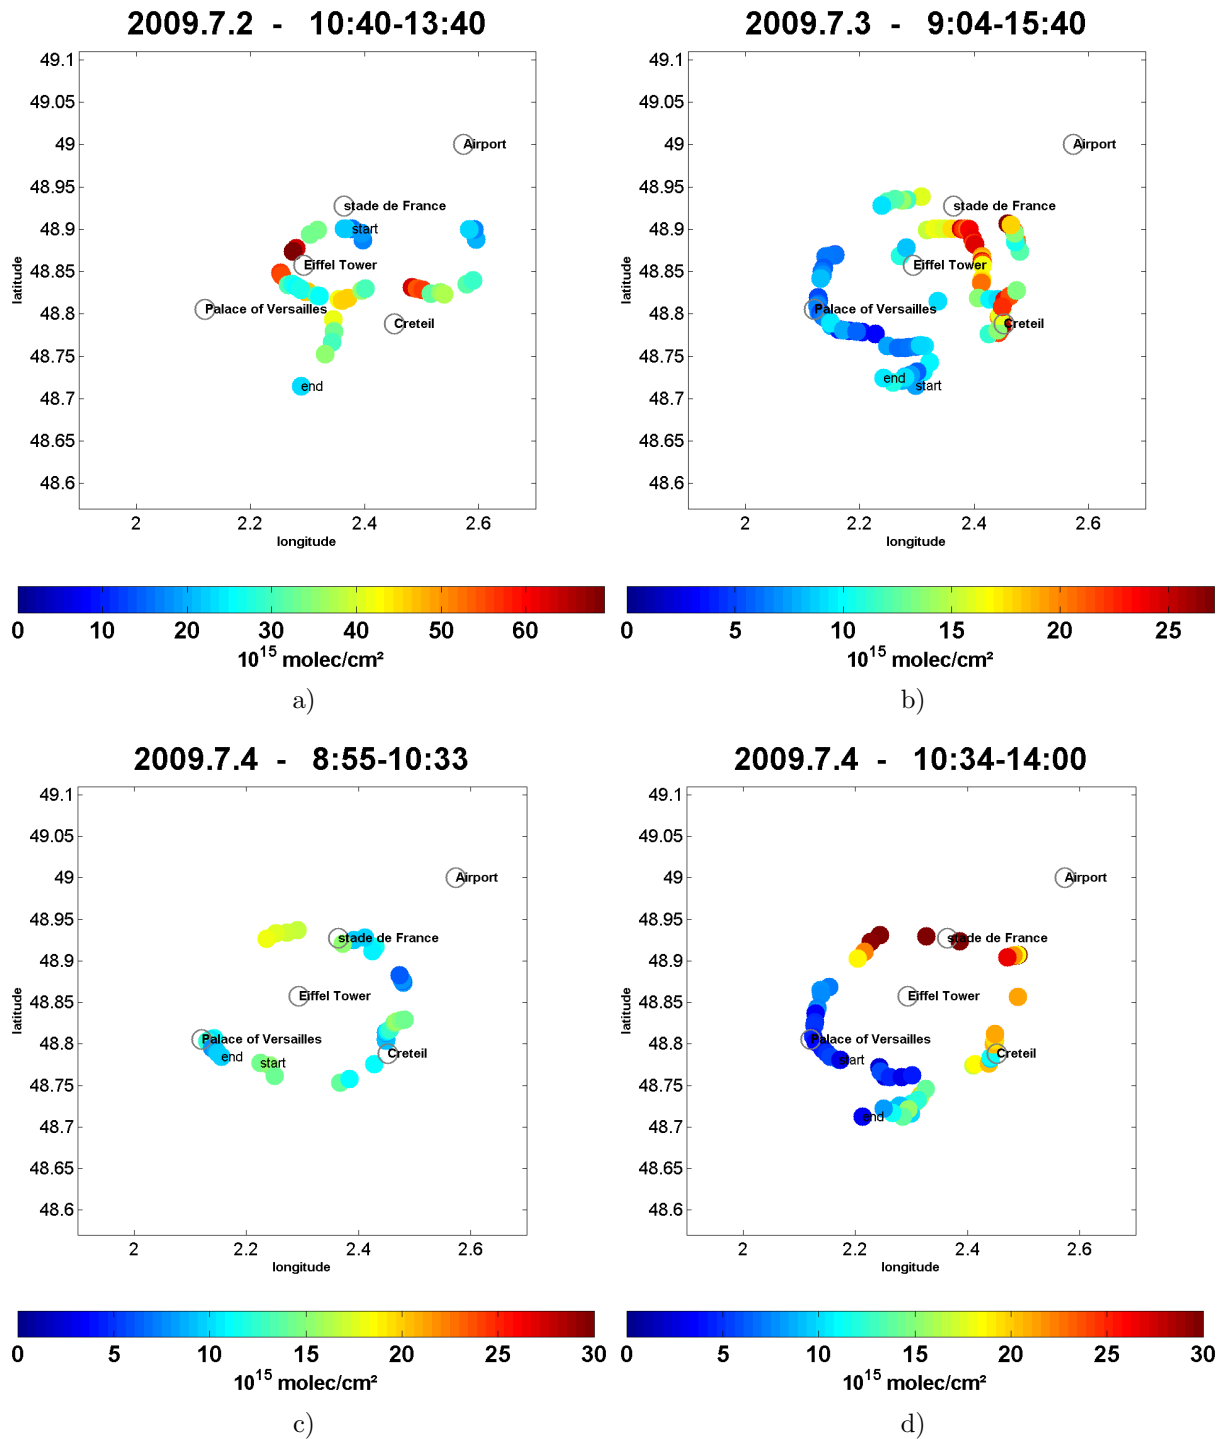 2009.7.2 - 10:40-13:40
49.1
49.05
49
48.95
48.9
48.85
48.8
48.75
48.7
48.65
48.6
latitude
Airport
stade de France
start
Eiffel Tower
Palace of Versailles
Creteil
end
2 2.2 2.4 2.6
longitude
0 10 20 30 40 50 60
10¹⁵ molec/cm²
a)
2009.7.3 - 9:04-15:40
49.1
49.05
49
48.95
48.9
48.85
48.8
48.75
48.7
48.65
48.6
latitude
Airport
stade de France
Eiffel Tower
Palace of Versailles
Creteil
end
start
2 2.2 2.4 2.6
longitude
0 5 10 15 20 25
10¹⁵ molec/cm²
b)
2009.7.4 - 8:55-10:33
49.1
49.05
49
48.95
48.9
48.85
48.8
48.75
48.7
48.65
48.6
latitude
Airport
stade de France
Eiffel Tower
Palace of Versailles
Creteil
end
start
2 2.2 2.4 2.6
longitude
0 5 10 15 20 25 30
10¹⁵ molec/cm²
c)
2009.7.4 - 10:34-14:00
49.1
49.05
49
48.95
48.9
48.85
48.8
48.75
48.7
48.65
48.6
latitude
Airport
stade de France
Eiffel Tower
Palace of Versailles
Creteil
start
end
2 2.2 2.4 2.6
longitude
0 5 10 15 20 25 30
10¹⁵ molec/cm²
d)